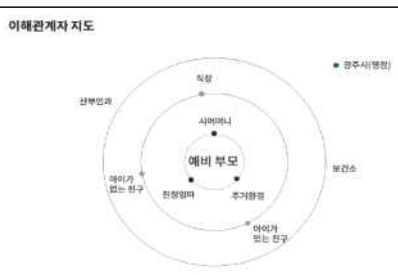 이해관계자 지도
광주시(행정)
직장
산부인과
시어머니
예비 부모
보건소
아이가
없는 친구
친정엄마
주거환경
아이가
있는 친구